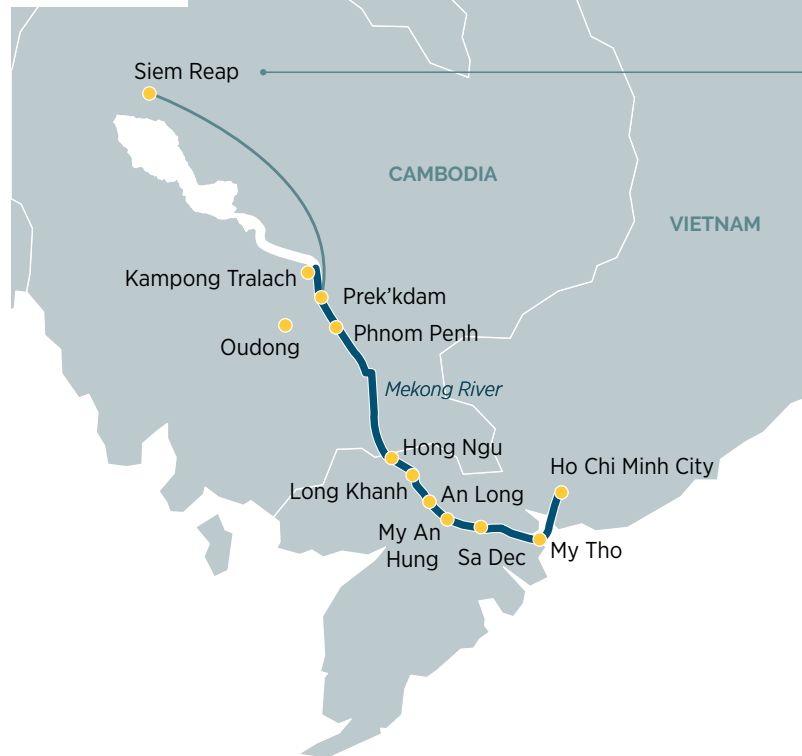 Siem Reap
CAMBODIA
VIETNAM
Kampong Tralach
Prek’kdam
Phnom Penh
Oudong
Mekong River
Hong Ngu
Ho Chi Minh City
Long Khanh
An Long
My An
Hung
Sa Dec
My Tho